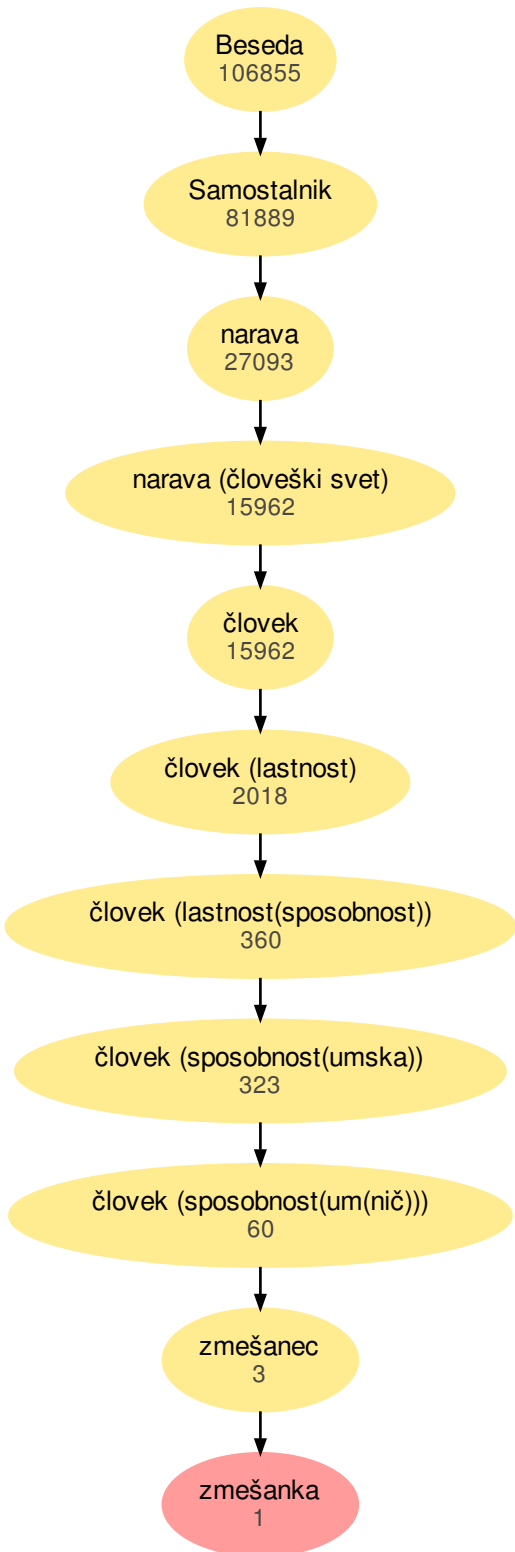 Beseda
106855
Samostalnik
81889
narava
27093
narava (človeški svet)
15962
človek
15962
človek (lastnost)
2018
človek (lastnost(sposobnost))
360
človek (sposobnost(umska))
323
človek (sposobnost(um(nič)))
60
zmešanec
3
zmešanka
1